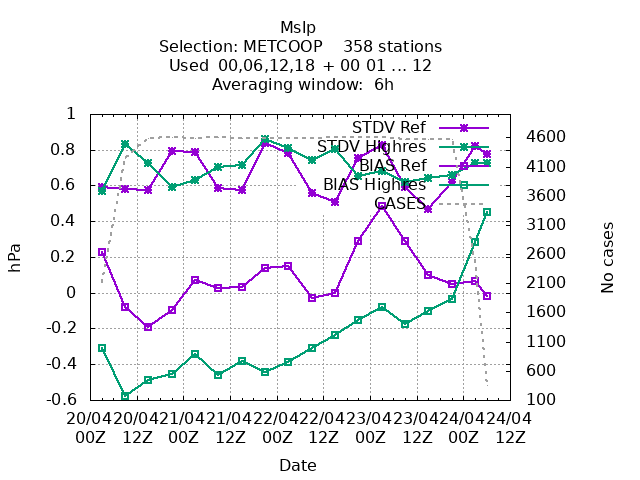 Mslp
Selection: METCOOP 358 stations
Used 00,06,12,18 + 00 01 ... 12
Averaging window: 6h
1
0.8
0.6
0.4
0.2
0
-0.2
-0.4
-0.6
hPa
STDV Ref
STDV Highres
BIAS Ref
BIAS Highres
CASES
4600
4100
3600
3100
2600
2100
1600
1100
600
100
No cases
20/04 20/04 21/04 21/04 22/04 22/04 23/04 23/04 24/04 24/04
00Z 12Z 00Z 12Z 00Z 12Z 00Z 12Z 00Z 12Z
Date